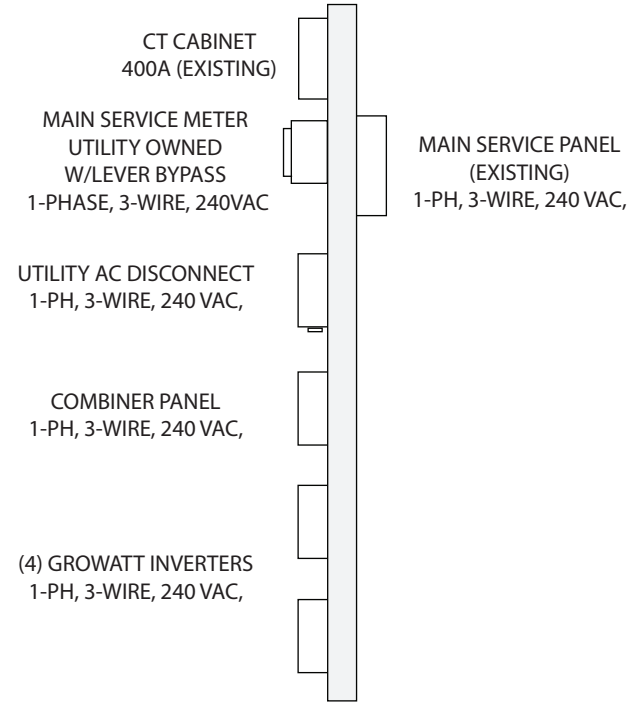 CT CABINET
400A (EXISTING)
MAIN SERVICE METER
UTILITY OWNED
W/LEVER BYPASS
1-PHASE, 3-WIRE, 240VAC
MAIN SERVICE PANEL
(EXISTING)
1-PH, 3-WIRE, 240 VAC,
UTILITY AC DISCONNECT
1-PH, 3-WIRE, 240 VAC,
COMBINER PANEL
1-PH, 3-WIRE, 240 VAC,
(4) GROWATT INVERTERS
1-PH, 3-WIRE, 240 VAC,